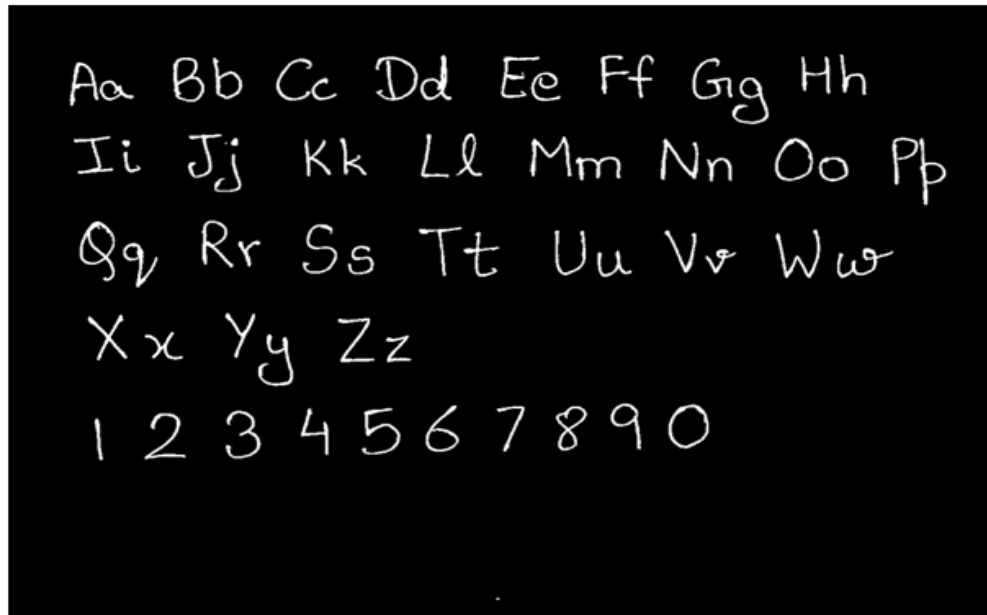 Aa Bb Cc Dd Ee Ff Gg Hh
Ii Jj Kk Ll Mm Nn Oo Pp
Qq Rr Ss Tt Uu Vv Ww
Xx Yy Zz
1 2 3 4 5 6 7 8 9 0